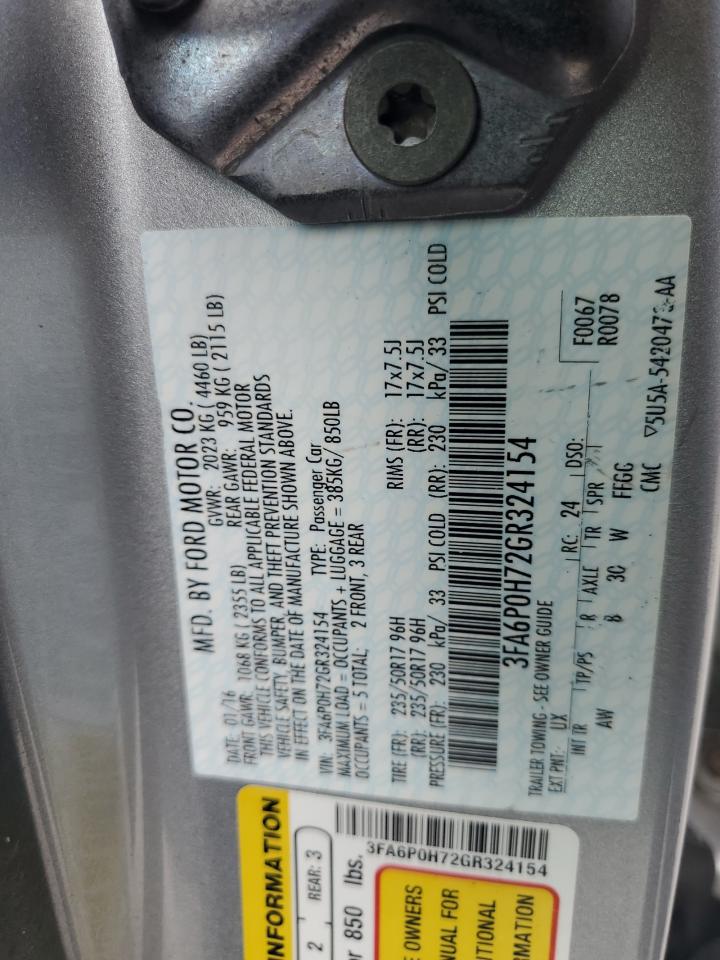 MFD. BY FORD MOTOR CO.
DATE: 01/16 GVWR: 2023 KG ( 4460 LB)
FRONT GAWR: 1068 KG ( 2355 LB) REAR GAWR: 959 KG ( 2115 LB)
THIS VEHICLE CONFORMS TO ALL APPLICABLE FEDERAL MOTOR
VEHICLE SAFETY, BUMPER, AND THEFT PREVENTION STANDARDS
IN EFFECT ON THE DATE OF MANUFACTURE SHOWN ABOVE.
VIN: 3FA6P0H72GR324154 TYPE: Passenger Car
MAXIMUM LOAD = OCCUPANTS + LUGGAGE = 385KG/ 850LB
OCCUPANTS = 5 TOTAL: 2 FRONT, 3 REAR
TIRE (FR): 235/50R17 96H RIMS (FR): 17x7.5J
(RR): 235/50R17 96H (RR): 17x7.5J
PRESSURE (FR): 230 kPa/ 33 PSI COLD (RR): 230 kPa/ 33 PSI COLD
3FA6P0H72GR324154
TRAILER TOWING - SEE OWNER GUIDE
EXT PNT: UX RC: 24 DSO: F0067
R0078
INT TR TP/PS R AXLE TR SPR
AW 8 30 W FFGG
CMC ▽5U5A-542047
-AA
INFORMATION
2 REAR: 3
850 lbs.
3FA6P0H72GR324154
OWNERS
FOR